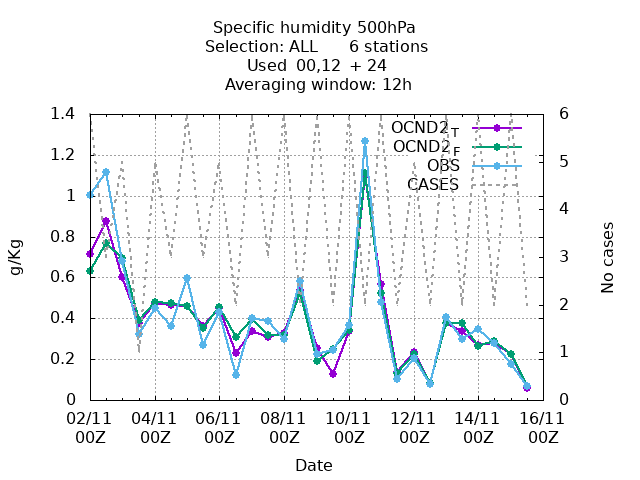 Specific humidity 500hPa
Selection: ALL      6 stations
Used  00,12  + 24
Averaging window: 12h
1.4
1.2
1
0.8
0.6
0.4
0.2
0
g/Kg
OCND2_T
OCND2_F
OBS
CASES
6
5
4
3
2
1
0
No cases
02/11 04/11 06/11 08/11 10/11 12/11 14/11 16/11
00Z 00Z 00Z 00Z 00Z 00Z 00Z 00Z
Date